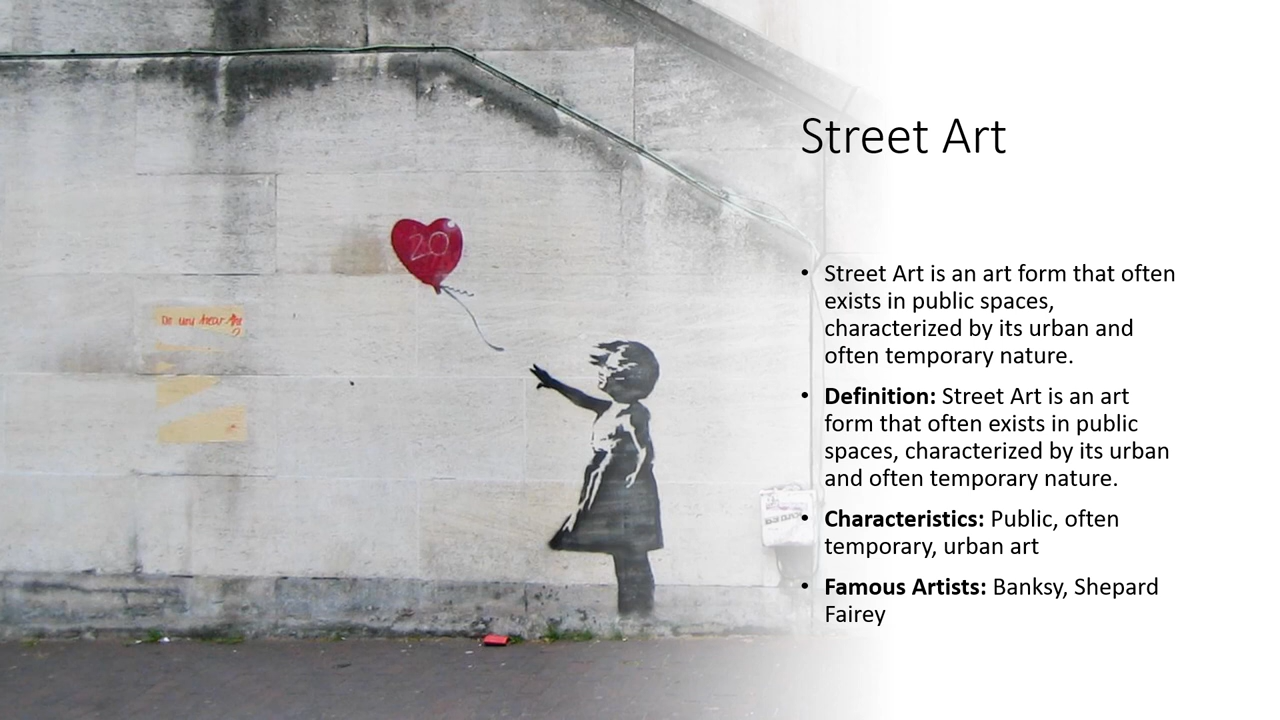 Street Art
• Street Art is an art form that often
exists in public spaces,
characterized by its urban and
often temporary nature.
• Definition: Street Art is an art
form that often exists in public
spaces, characterized by its urban
and often temporary nature.
• Characteristics: Public, often
temporary, urban art
• Famous Artists: Banksy, Shepard
Fairey
20